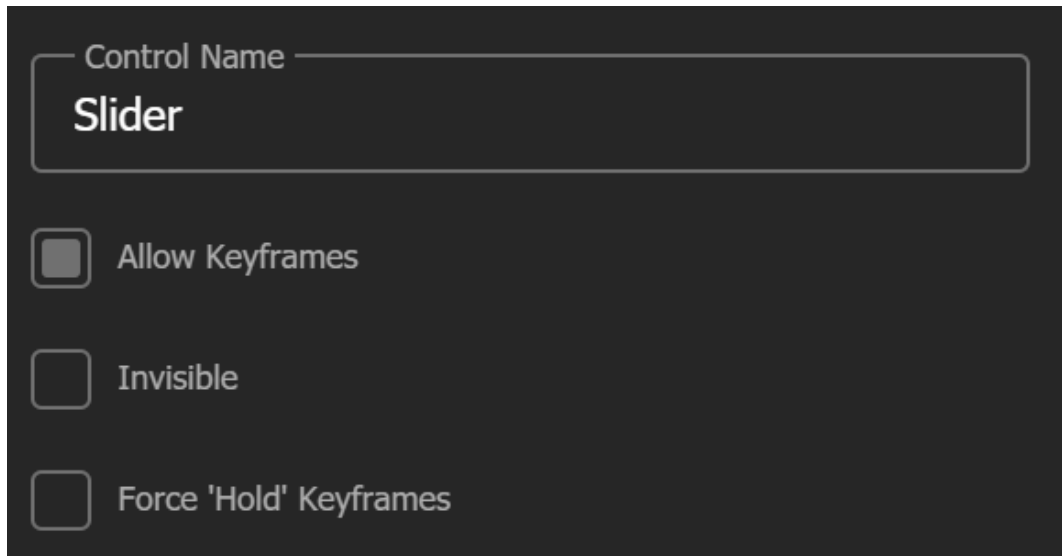 Control Name
Slider
Allow Keyframes
Invisible
Force 'Hold' Keyframes